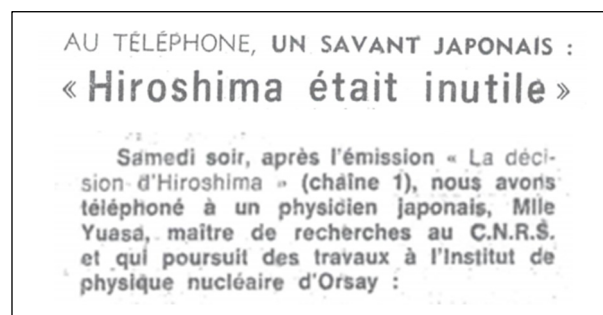 AU TÉLÉPHONE, UN SAVANT JAPONAIS :
« Hiroshima était inutile »
Samedi soir, après l'émission « La déci-
sion d'Hiroshima » (chaîne 1), nous avons
téléphoné à un physicien japonais, Mlle
Yuasa, maître de recherches au C.N.R.S.
et qui poursuit des travaux à l'Institut de
physique nucléaire d'Orsay :